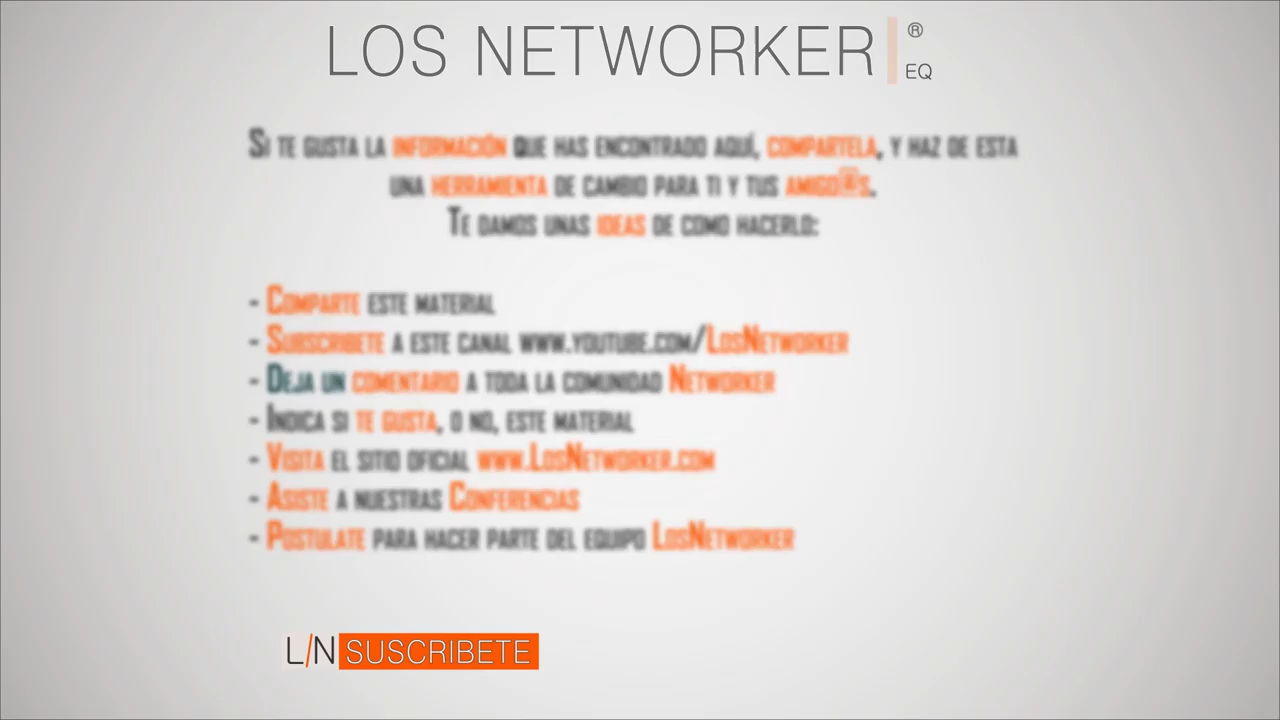 LOS NETWORKER ®
EQ
Si te gusta la información que has encontrado aquí, compartela, y haz de esta
una herramienta de cambio para ti y tus amigo@s.
Te damos unas ideas de como hacerlo:
- Comparte este material
- Subscribete a este canal www.youtube.com/LosNetworker
- Deja un comentario a toda la comunidad Networker
- Indica si te gusta, o no, este material
- Visita el sitio oficial www.LosNetworker.com
- Asiste a nuestras Conferencias
- Postulate para hacer parte del equipo LosNetworker
L/N SUSCRIBETE